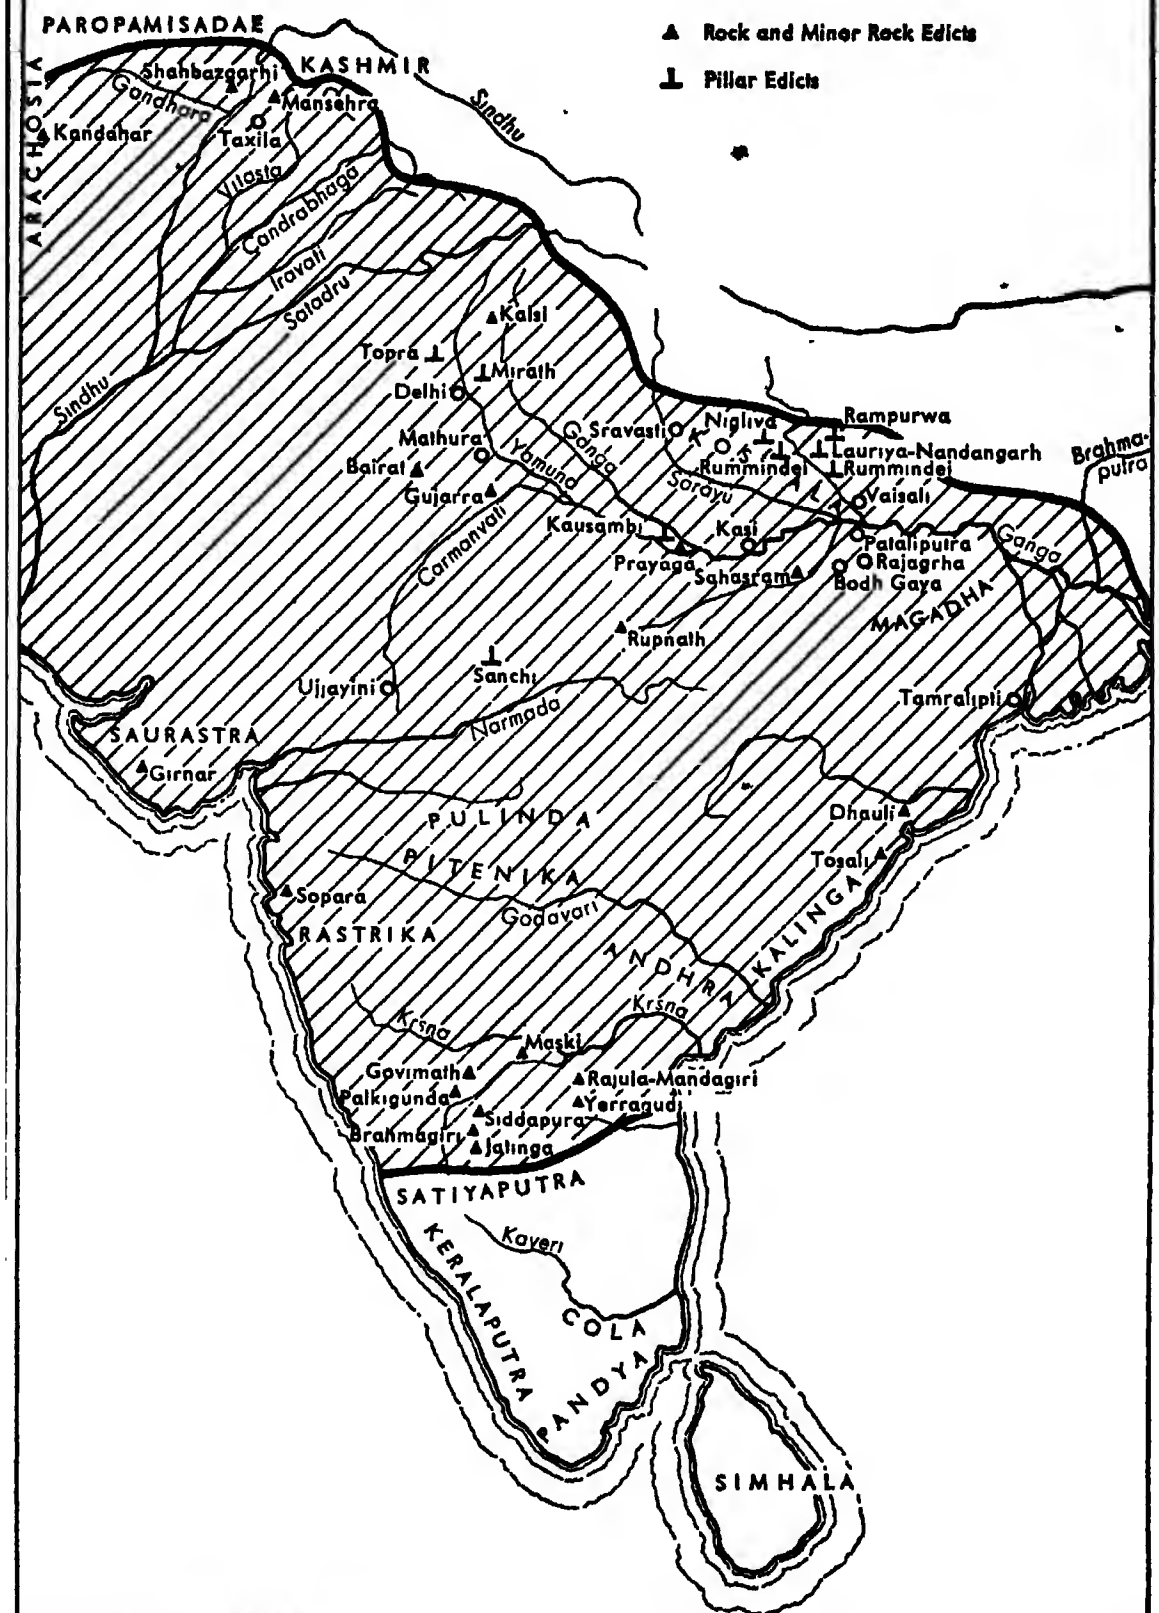 PAROPAMISADAE
▲ Rock and Minor Rock Edicts
⊥ Pillar Edicts
KASHMIR
ARACHOSIA
Shahbazgarhi
Gandhara
Mansehra
Sindhu
Kandahar
Taxila
Vitasta
Candrabhaga
Iravati
Satadru
Kalsi
Topra
Mirath
Delhi
Sindhu
Rampurwa
Nigliva
Sravasti
KOSALA
Lauriya-Nandangarh
Mathura
Ganga
Yamuna
Rummindei
Rummindei
Brahma-
putra
Bairat
Sarayu
Gujarra
Vaisali
Carmanvati
Kausambi
Kasi
Pataliputra
Ganga
Prayaga
Sahasram
Rajagrha
Bodh Gaya
MAGADHA
Rupnath
Sanchi
Ujjayini
Narmada
Tamralipti
SAURASTRA
Girnar
PULINDA
Dhauli
PITENIKA
Tosali
Sopara
Godavari
KALINGA
RASTRIKA
ANDHRA
Krsna
Krsna
Maski
Govimath
Rajula-Mandagiri
Palkigunda
Yerragudi
Siddapura
Brahmagiri
Jatinga
SATIYAPUTRA
Kaveri
KERALAPUTRA
COLA
PANDYA
SIMHALA